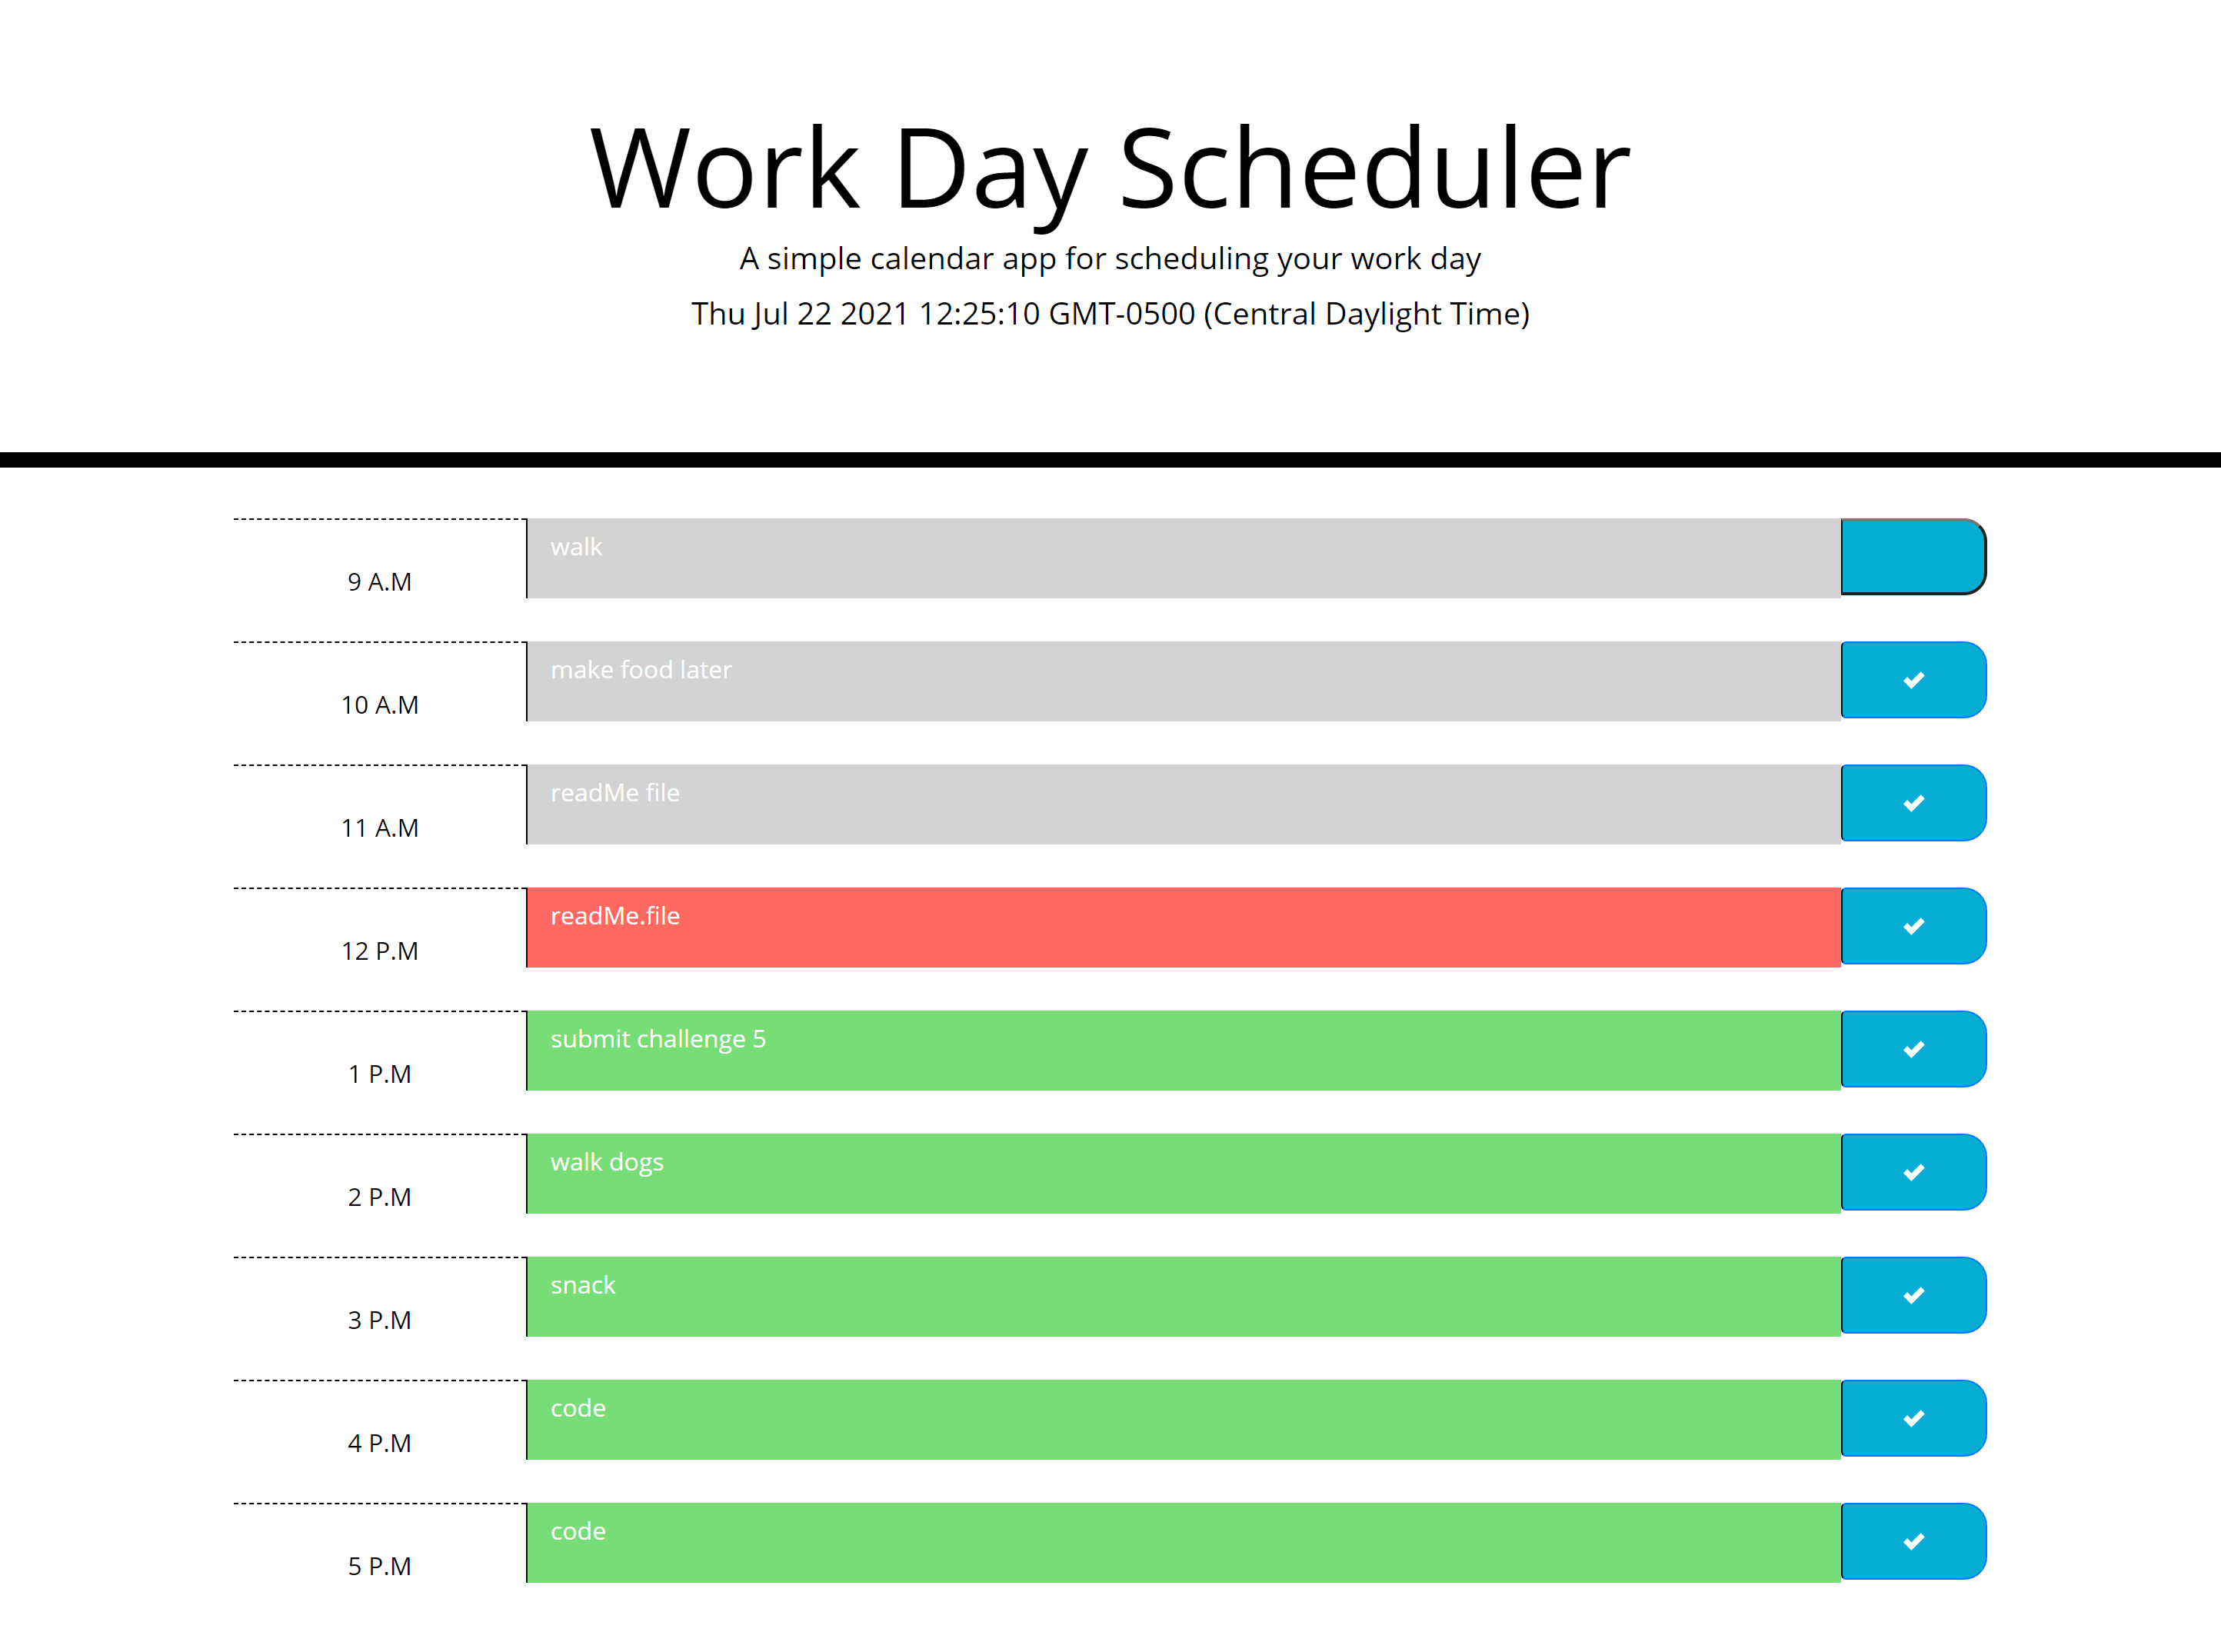 Work Day Scheduler
A simple calendar app for scheduling your work day
Thu Jul 22 2021 12:25:10 GMT-0500 (Central Daylight Time)
walk
9 A.M
make food later
10 A.M
readMe file
11 A.M
readMe.file
12 P.M
submit challenge 5
1 P.M
walk dogs
2 P.M
snack
3 P.M
code
4 P.M
code
5 P.M